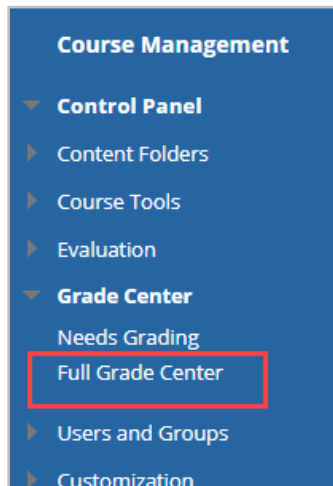 Course Management
Control Panel
Content Folders
Course Tools
Evaluation
Grade Center
Needs Grading
Full Grade Center
Users and Groups
Customization